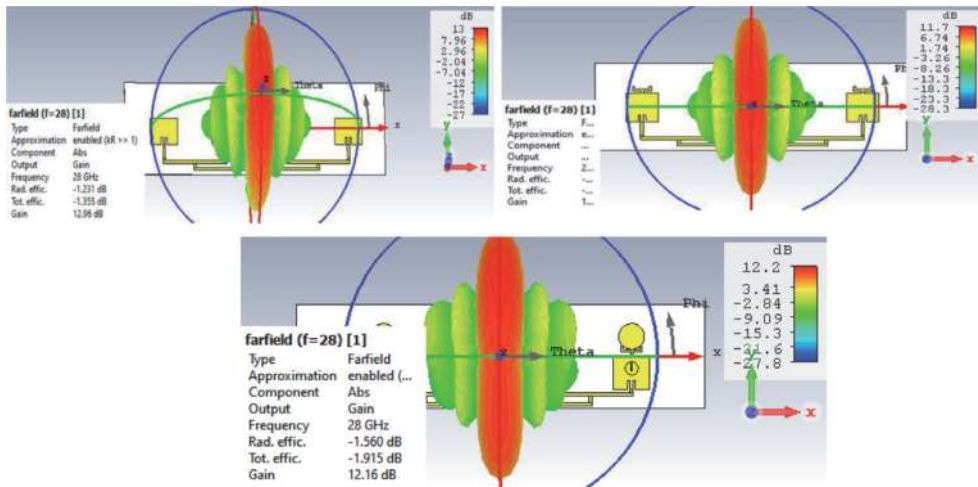 dB
13
7.96
2.96
-2.04
-7.04
-12
-17
-22
-27
z
Theta
Phi
x
y
x
farfield (f=28) [1]
Type Farfield
Approximation enabled (kR >> 1)
Component Abs
Output Gain
Frequency 28 GHz
Rad. effic. -1.231 dB
Tot. effic. -1.355 dB
Gain 12.96 dB
dB
11.7
6.74
1.74
-3.26
-8.26
-13.3
-18.3
-23.3
-28.3
Theta
Ph
y
x
farfield (f=28) [1]
Type F...
Approximation e...
Component ...
Output ...
Frequency 2...
Rad. effic. -...
Tot. effic. -...
Gain 1...
dB
12.2
3.41
-2.84
-9.09
-15.3
-21.6
-27.8
Phi
Theta
x
y
z
x
farfield (f=28) [1]
Type Farfield
Approximation enabled (...
Component Abs
Output Gain
Frequency 28 GHz
Rad. effic. -1.560 dB
Tot. effic. -1.915 dB
Gain 12.16 dB